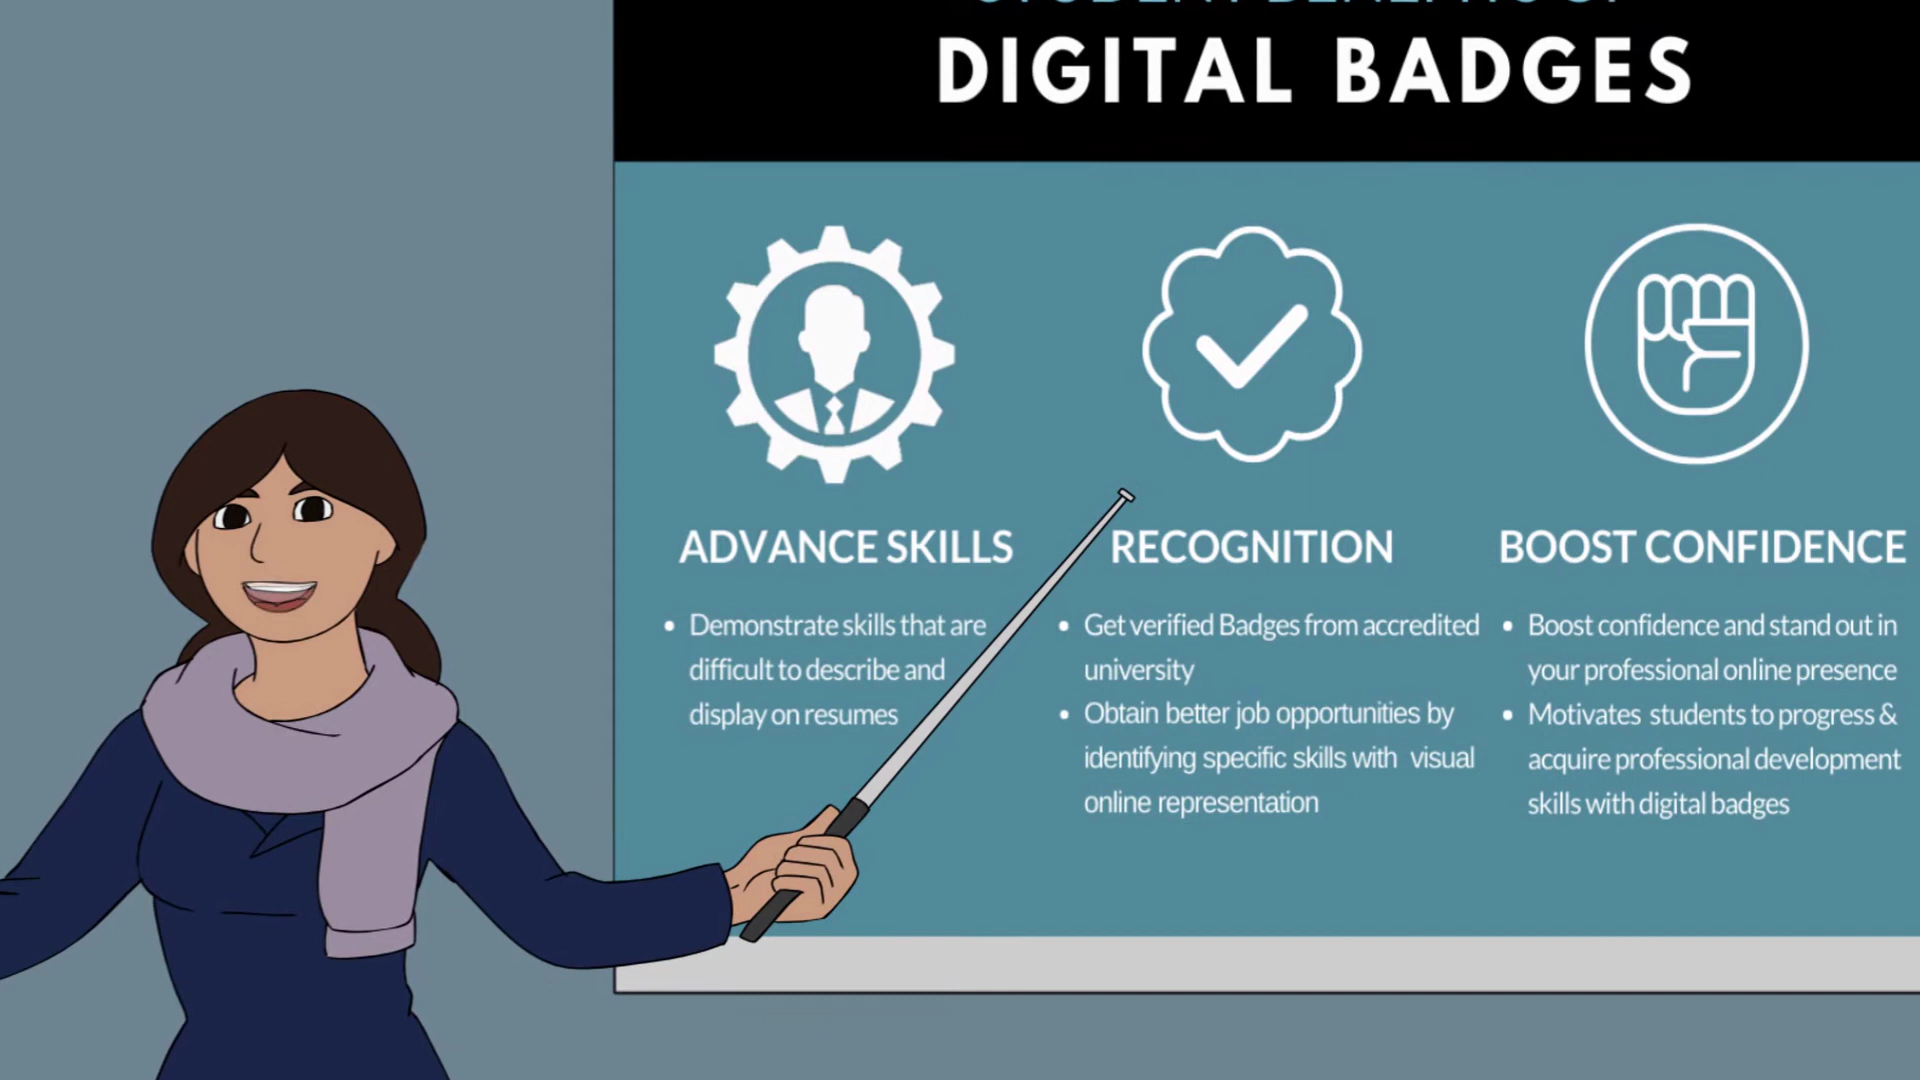 STUDENT BENEFITS OF
DIGITAL BADGES
ADVANCE SKILLS
• Demonstrate skills that are
difficult to describe and
display on resumes
RECOGNITION
• Get verified Badges from accredited
university
• Obtain better job opportunities by
identifying specific skills with visual
online representation
BOOST CONFIDENCE
• Boost confidence and stand out in
your professional online presence
• Motivates students to progress &
acquire professional development
skills with digital badges